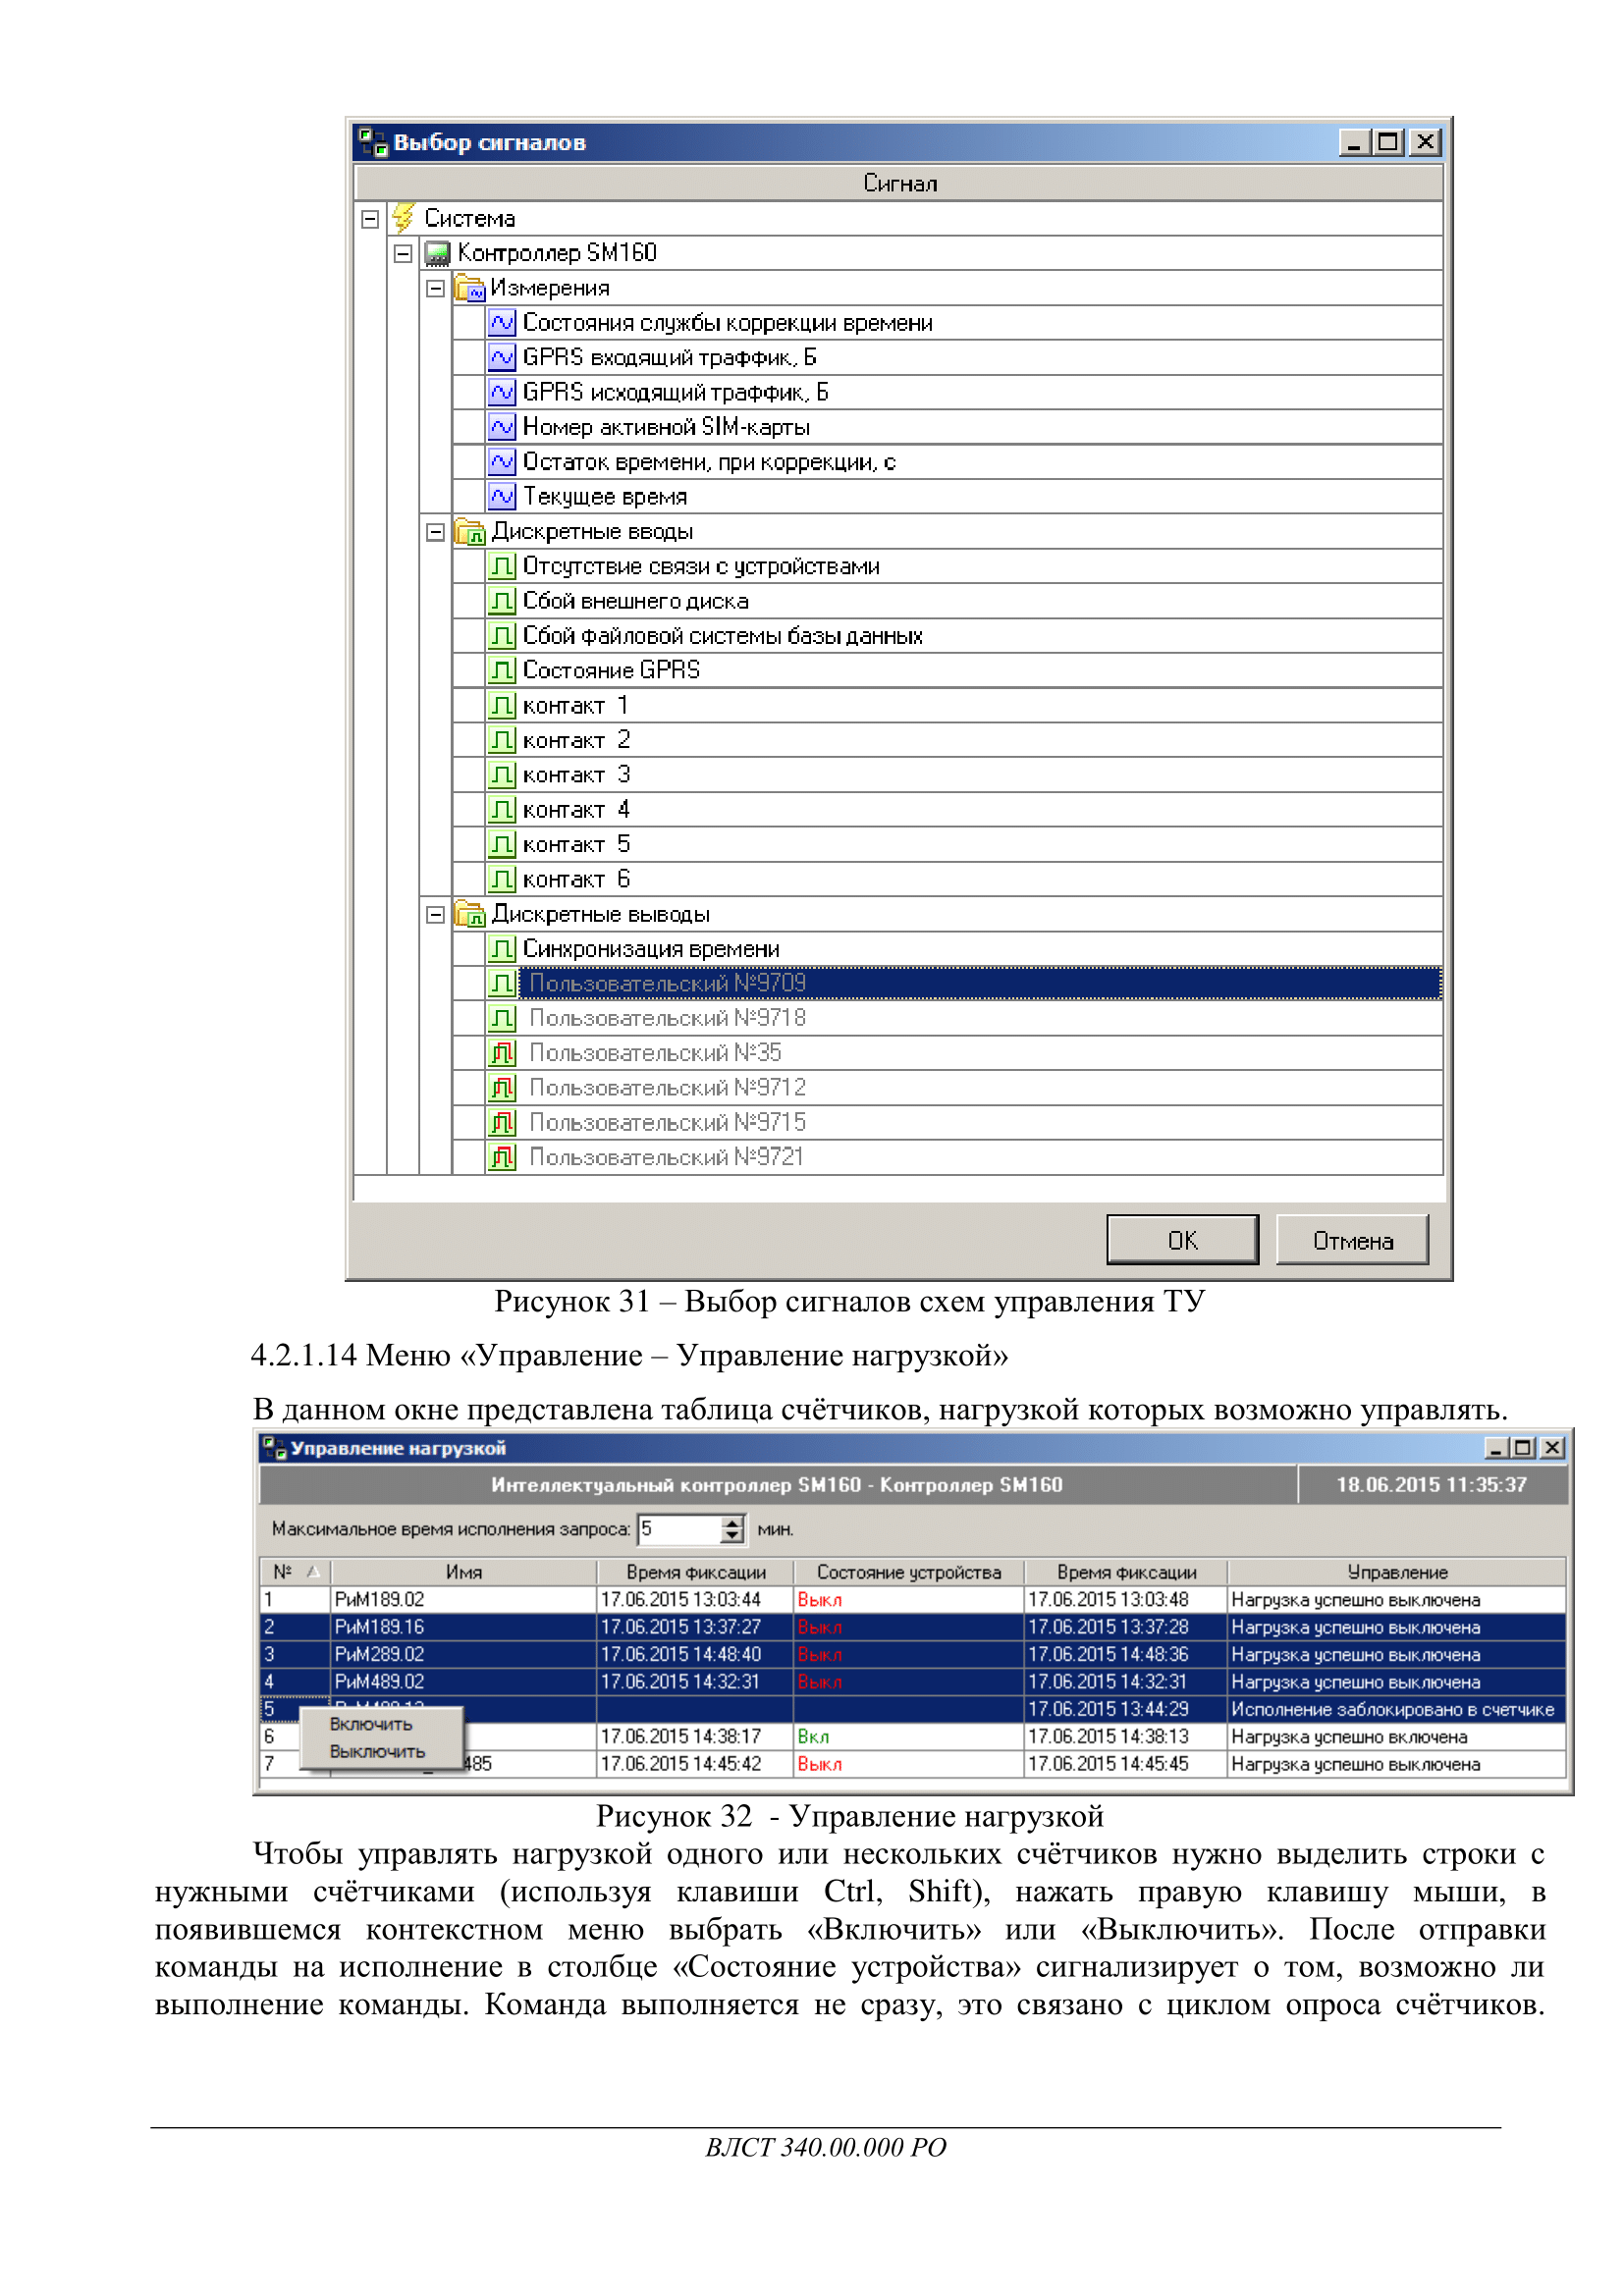 Выбор сигналов
Сигнал
Система
Контроллер SM160
Измерения
Состояния службы коррекции времени
GPRS входящий траффик, Б
GPRS исходящий траффик, Б
Номер активной SIM-карты
Остаток времени, при коррекции, с
Текущее время
Дискретные вводы
Отсутствие связи с устройствами
Сбой внешнего диска
Сбой файловой системы базы данных
Состояние GPRS
контакт 1
контакт 2
контакт 3
контакт 4
контакт 5
контакт 6
Дискретные выводы
Синхронизация времени
Пользовательский №9709
Пользовательский №9718
Пользовательский №35
Пользовательский №9712
Пользовательский №9715
Пользовательский №9721
OK Отмена
Рисунок 31 – Выбор сигналов схем управления ТУ
4.2.1.14 Меню «Управление – Управление нагрузкой»
В данном окне представлена таблица счётчиков, нагрузкой которых возможно управлять.
Управление нагрузкой
Интеллектуальный контроллер SM160 - Контроллер SM160 18.06.2015 11:35:37
Максимальное время исполнения запроса: 5 мин.
№ Имя Время фиксации Состояние устройства Время фиксации Управление
1 РиМ189.02 17.06.2015 13:03:44 Выкл 17.06.2015 13:03:48 Нагрузка успешно выключена
2 РиМ189.16 17.06.2015 13:37:27 Выкл 17.06.2015 13:37:28 Нагрузка успешно выключена
3 РиМ289.02 17.06.2015 14:48:40 Выкл 17.06.2015 14:48:36 Нагрузка успешно выключена
4 РиМ489.02 17.06.2015 14:32:31 Выкл 17.06.2015 14:32:31 Нагрузка успешно выключена
5 17.06.2015 13:44:29 Исполнение заблокировано в счетчике
Включить
6 17.06.2015 14:38:17 Вкл 17.06.2015 14:38:13 Нагрузка успешно включена
Выключить
7 485 17.06.2015 14:45:42 Выкл 17.06.2015 14:45:45 Нагрузка успешно выключена
Рисунок 32 - Управление нагрузкой
Чтобы управлять нагрузкой одного или нескольких счётчиков нужно выделить строки с
нужными счётчиками (используя клавиши Ctrl, Shift), нажать правую клавишу мыши, в
появившемся контекстном меню выбрать «Включить» или «Выключить». После отправки
команды на исполнение в столбце «Состояние устройства» сигнализирует о том, возможно ли
выполнение команды. Команда выполняется не сразу, это связано с циклом опроса счётчиков.
ВЛСТ 340.00.000 РО